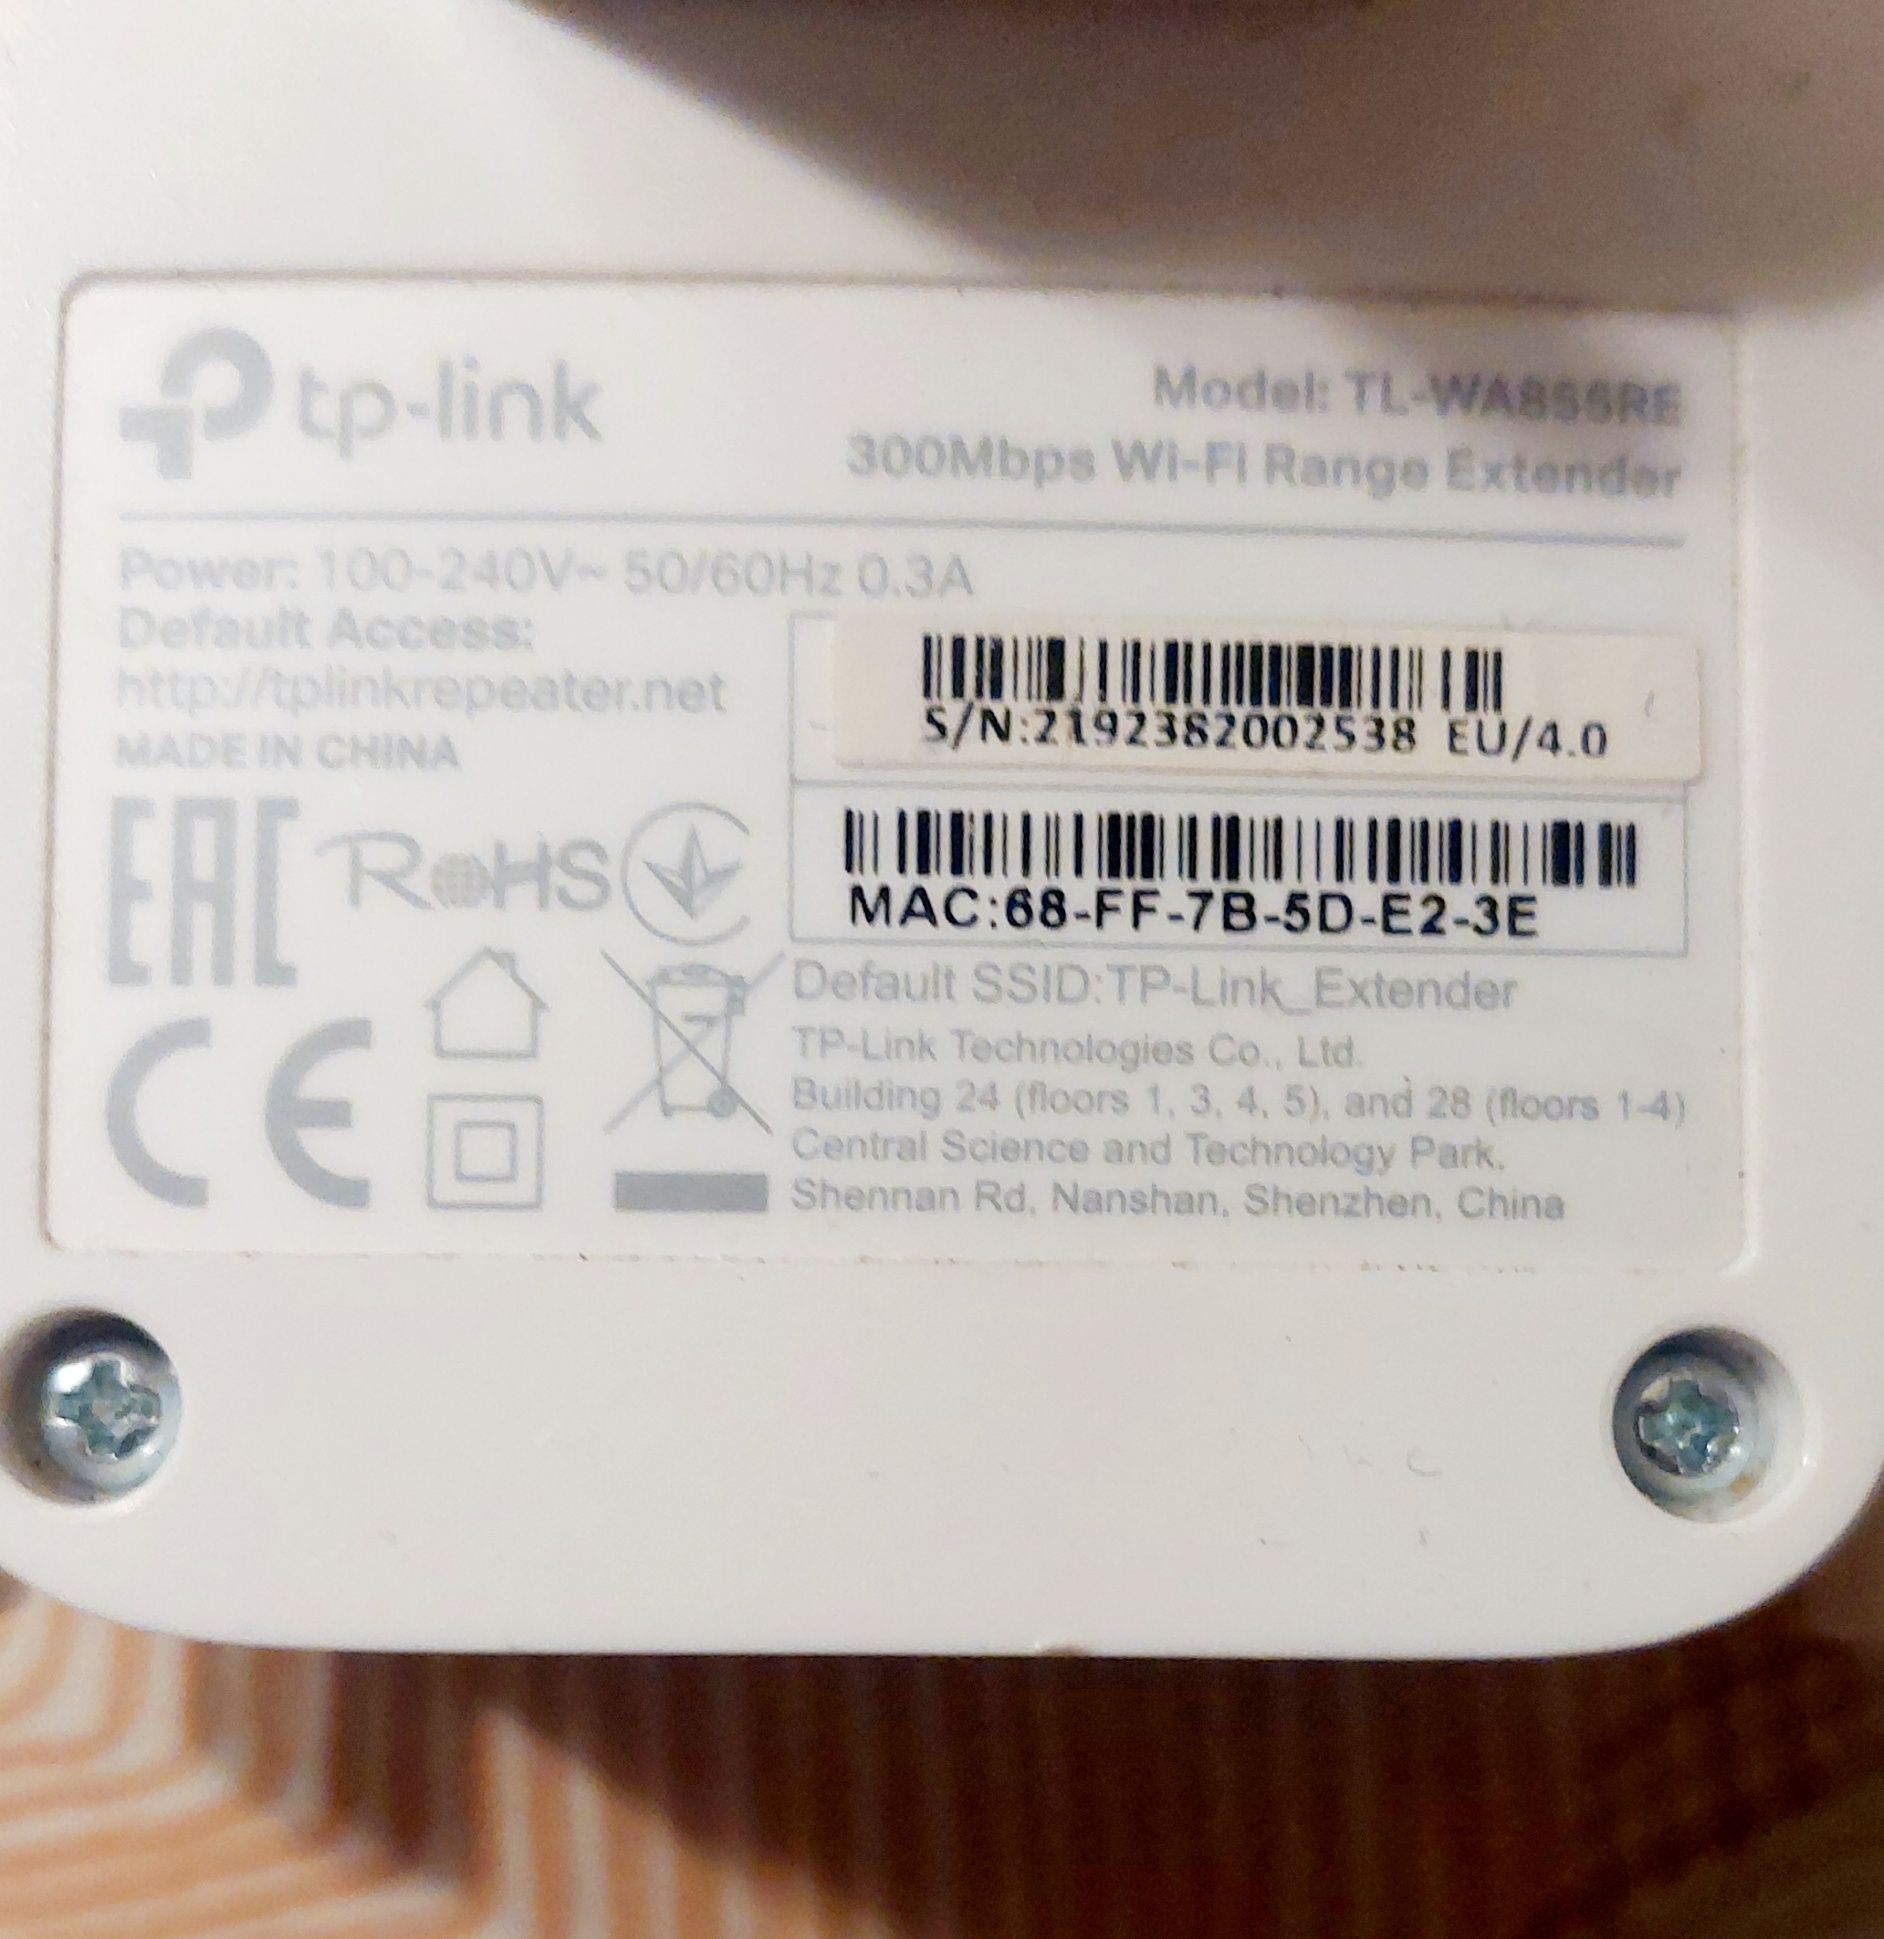 tp-link
Model: TL-WA855RE
300Mbps Wi-Fi Range Extender
Power: 100-240V~ 50/60Hz 0.3A
Default Access:
http://tplinkrepeater.net
MADE IN CHINA
S/N:2192382002538 EU/4.0
MAC:68-FF-7B-5D-E2-3E
EAC RoHS
CE
Default SSID:TP-Link_Extender
TP-Link Technologies Co., Ltd.
Building 24 (floors 1, 3, 4, 5), and 28 (floors 1-4)
Central Science and Technology Park,
Shennan Rd, Nanshan, Shenzhen, China